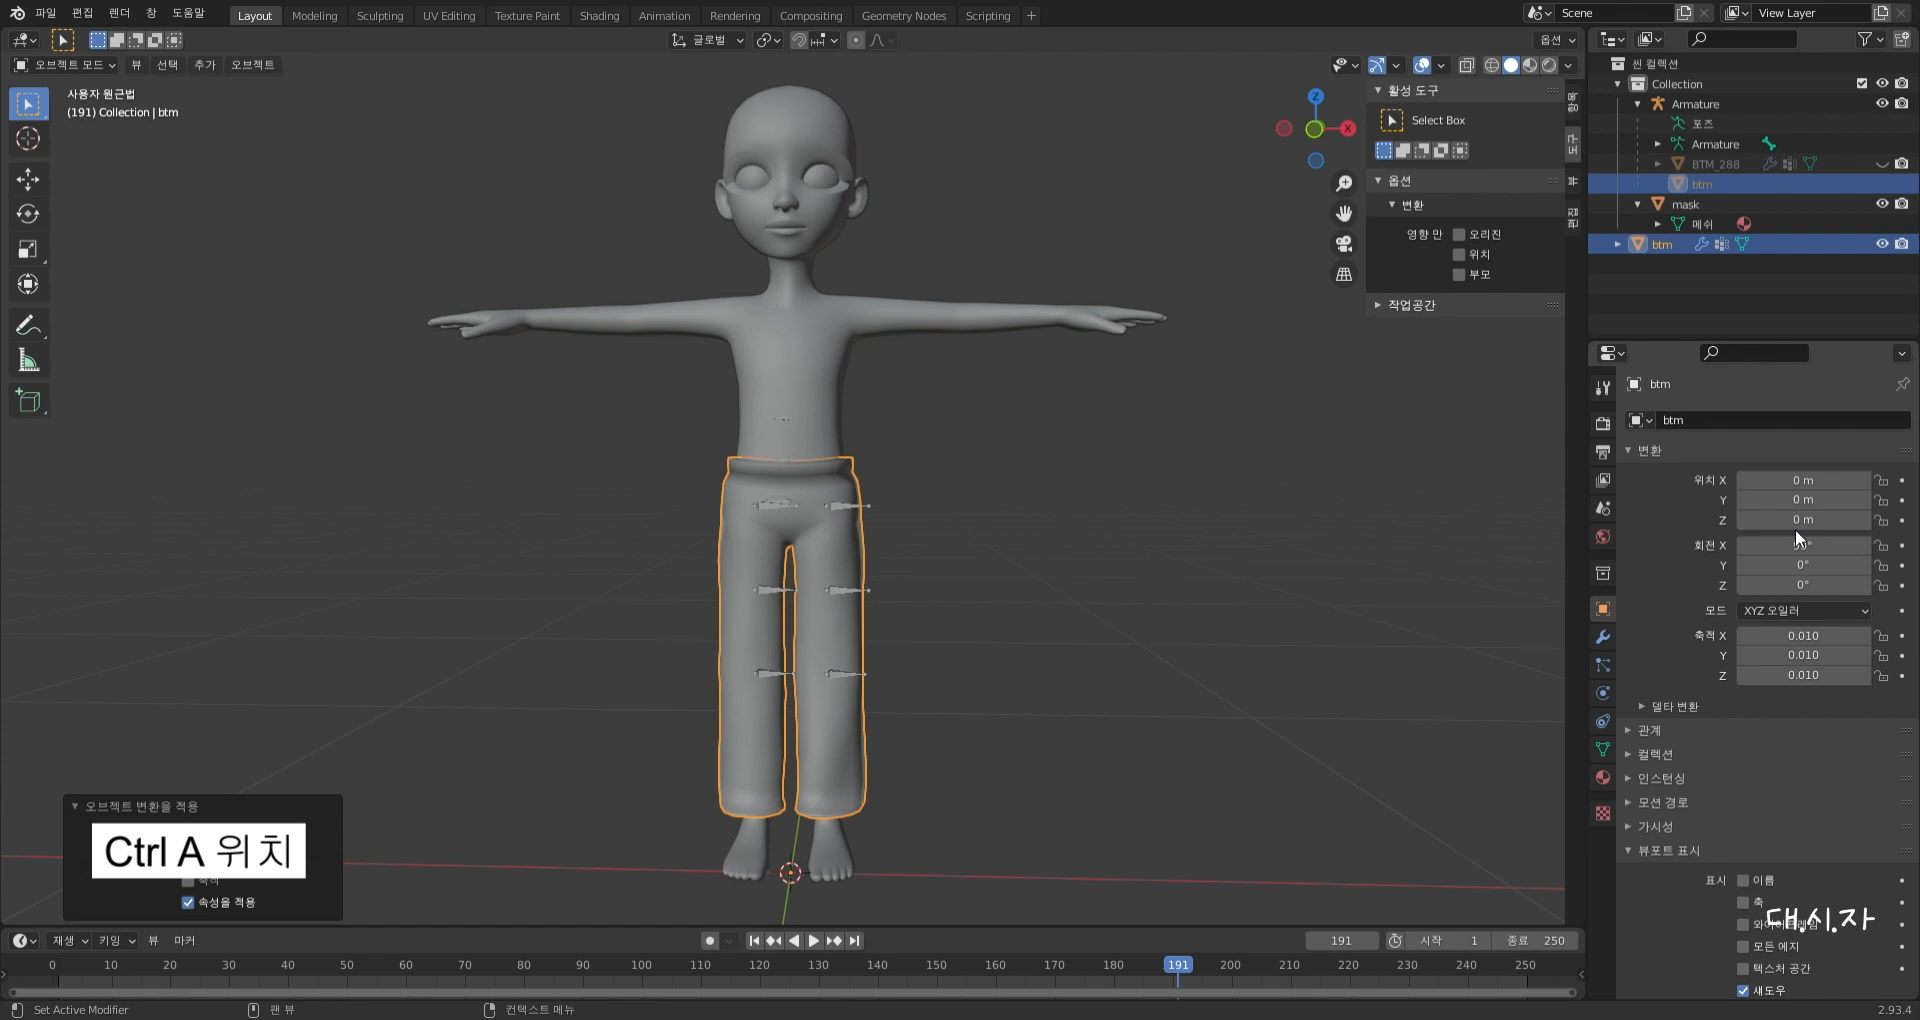 파일 편집 렌더 창 도움말 Layout Modeling Sculpting UV Editing Texture Paint Shading Animation Rendering Compositing Geometry Nodes Scripting + Scene View Layer
글로벌 옵션
오브젝트 모드 뷰 선택 추가 오브젝트
사용자 원근법
(191) Collection | btm
Z
X
활성 도구
Select Box
옵션
변환
영향 만 오리진
위치
부모
작업공간
항목
도구
뷰
편집
씬 컬렉션
Collection
Armature
포즈
Armature
BTM_288
btm
mask
메쉬
btm
btm
btm
변환
위치 X 0 m
Y 0 m
Z 0 m
회전 X
Y 0°
Z 0°
모드 XYZ 오일러
축적 X 0.010
Y 0.010
Z 0.010
델타 변환
관계
컬렉션
인스턴싱
모션 경로
가시성
뷰포트 표시
표시 이름
축
모든 에지
텍스처 공간
섀도우
대.시.자
오브젝트 변환을 적용
Ctrl A 위치
축적
속성을 적용
재생 키잉 뷰 마커 191 시작 1 종료 250
0 10 20 30 40 50 60 70 80 90 100 110 120 130 140 150 160 170 180 191 200 210 220 230 240 250
Set Active Modifier 팬 뷰 컨텍스트 메뉴 2.93.4